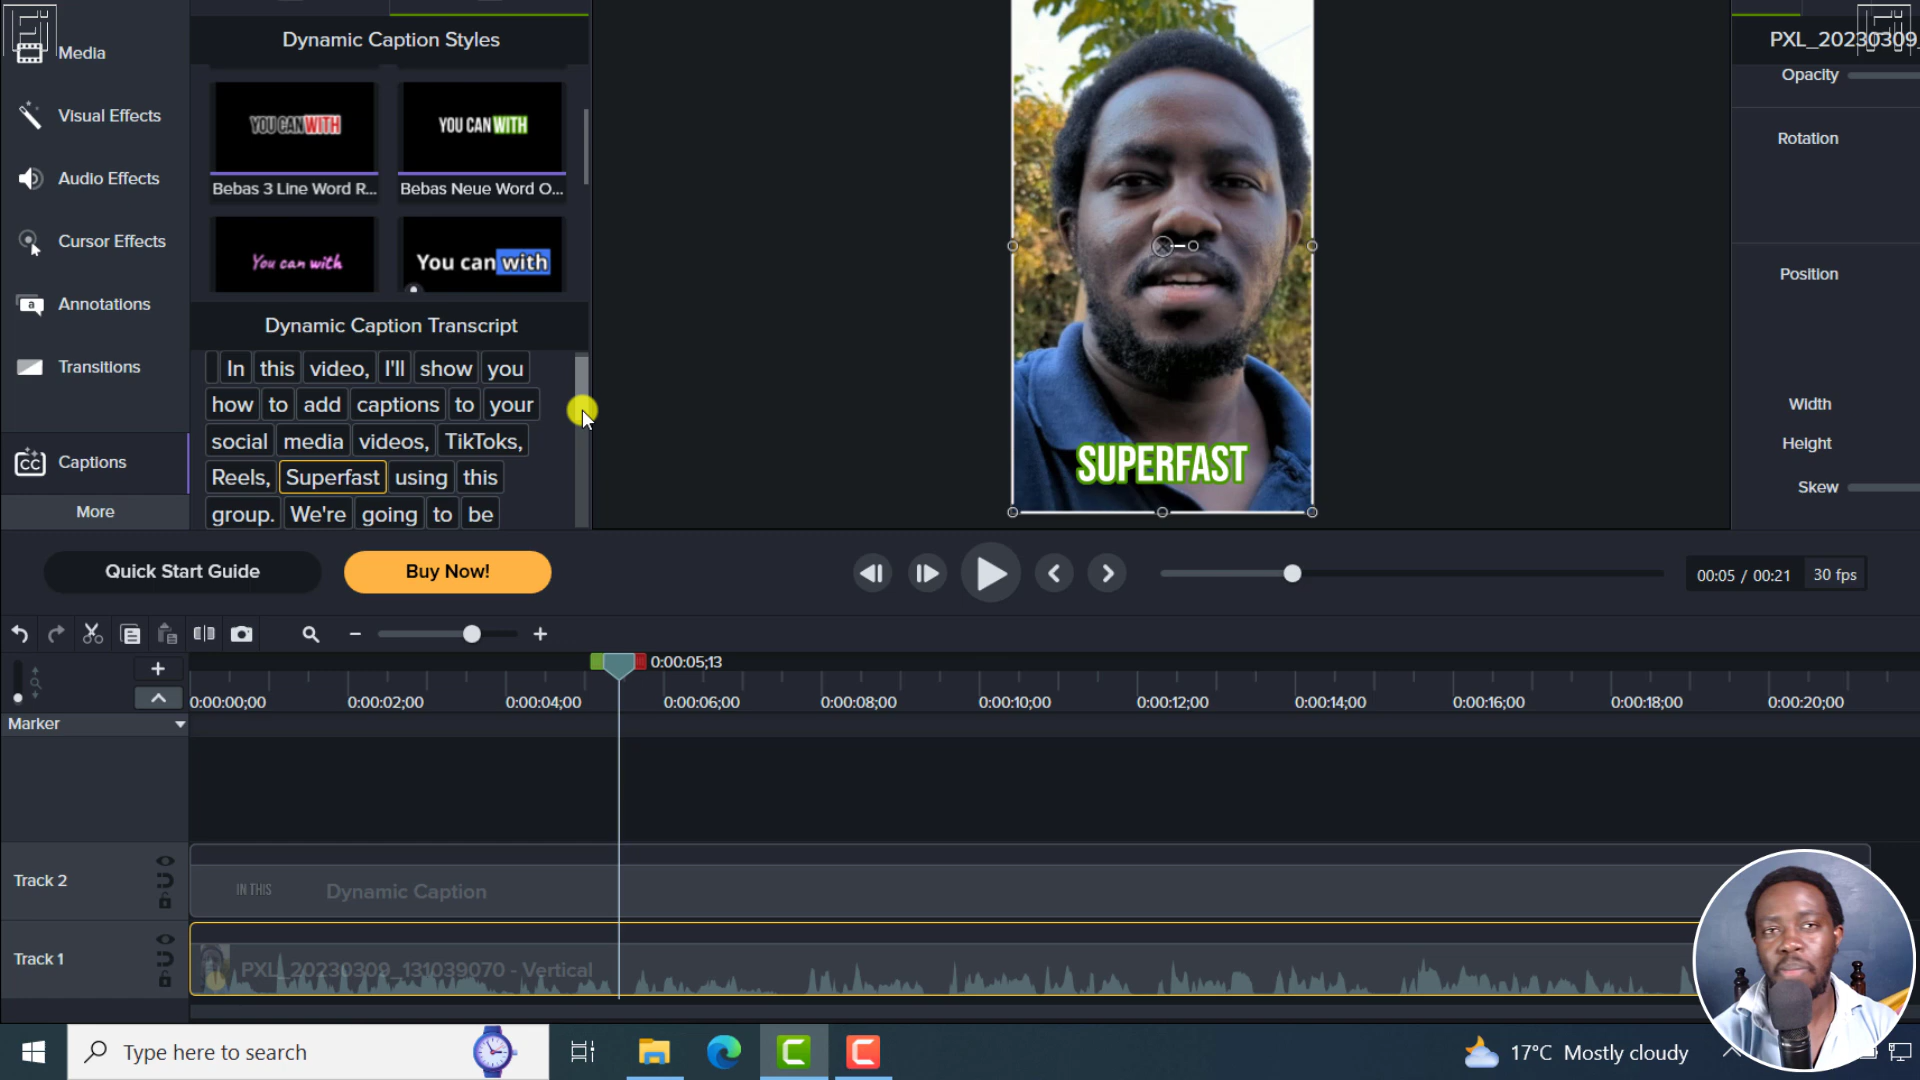 Media
Visual Effects
Audio Effects
Cursor Effects
Annotations
Transitions
CC Captions
More
Dynamic Caption Styles
YOU CAN WITH
YOU CAN WITH
Bebas 3 Line Word R...
Bebas Neue Word O...
You can with
You can with
Dynamic Caption Transcript
In this video, I'll show you
how to add captions to your
social media videos, TikToks,
Reels, Superfast using this
group. We're going to be
SUPERFAST
PXL_20230309_
Opacity
Rotation
Position
Width
Height
Skew
Quick Start Guide
Buy Now!
00:05 / 00:21
30 fps
0:00:05;13
0:00:00;00 0:00:02;00 0:00:04;00 0:00:06;00 0:00:08;00 0:00:10;00 0:00:12;00 0:00:14;00 0:00:16;00 0:00:18;00 0:00:20;00
Marker
Track 2
IN THIS
Dynamic Caption
Track 1
PXL_20230309_131039070 - Vertical
Type here to search
17°C Mostly cloudy